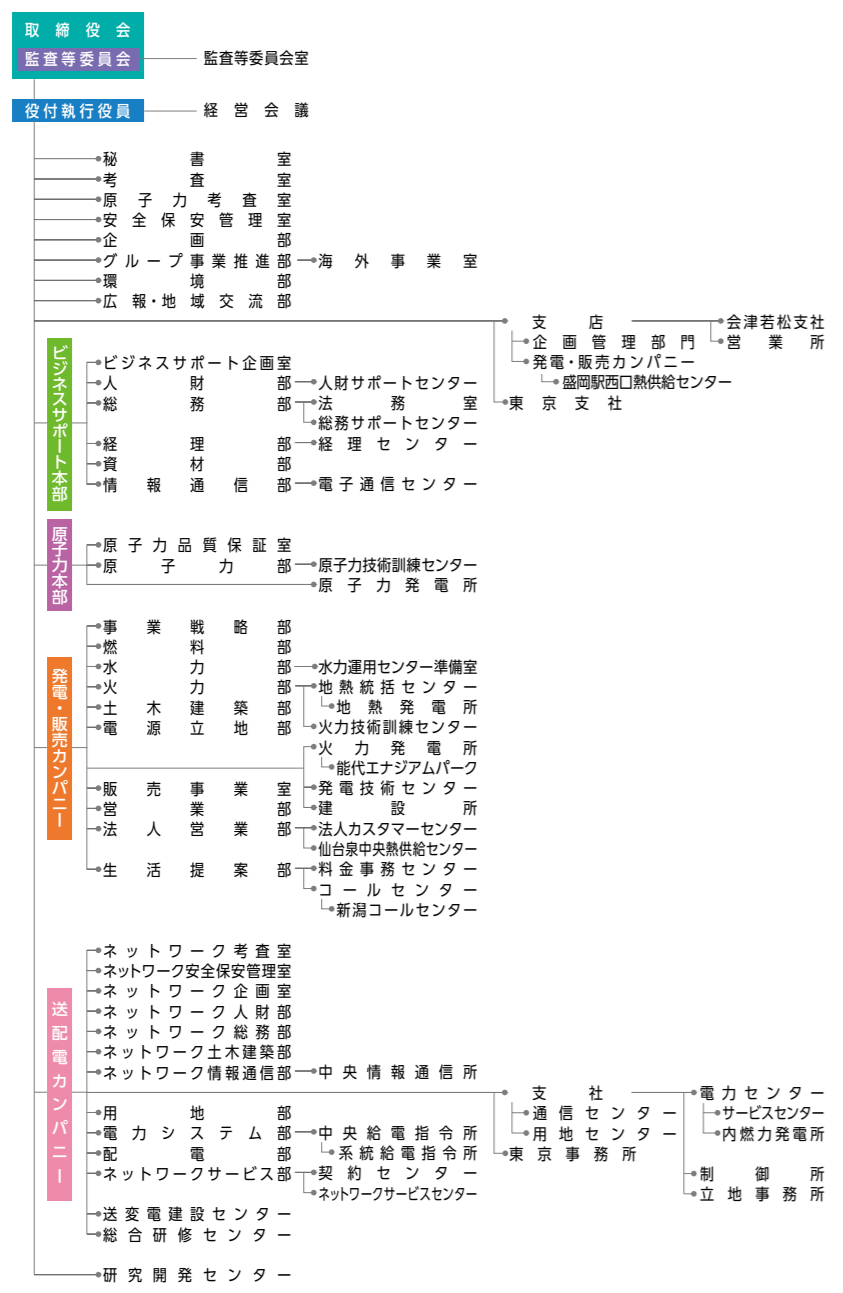 取締役会
監査等委員会 監査等委員会室
役付執行役員 経営会議
秘書室
考査室
原子力考査室
安全保安管理室
企画部
グループ事業推進部 海外事業室
環境部
広報・地域交流部
支店 会津若松支社
企画管理部門 営業所
発電・販売カンパニー
盛岡駅西口熱供給センター
東京支社
ビジネスサポート本部
ビジネスサポート企画室
人財部 人財サポートセンター
総務部 法務室
総務サポートセンター
経理部 経理センター
資材部
情報通信部 電子通信センター
原子力本部
原子力品質保証室
原子力部 原子力技術訓練センター
原子力発電所
発電・販売カンパニー
事業戦略部
燃料部
水力部 水力運用センター準備室
火力部 地熱統括センター
土木建築部 地熱発電所
電源立地部 火力技術訓練センター
火力発電所
能代エナジアムパーク
販売事業室 発電技術センター
営業部 建設所
法人営業部 法人カスタマーセンター
仙台泉中央熱供給センター
生活提案部 料金事務センター
コールセンター
新潟コールセンター
送配電カンパニー
ネットワーク考査室
ネットワーク安全保安管理室
ネットワーク企画室
ネットワーク人財部
ネットワーク総務部
ネットワーク土木建築部
ネットワーク情報通信部 中央情報通信所
支社 電力センター
用地部 通信センター サービスセンター
電力システム部 中央給電指令所 用地センター 内燃力発電所
配電部 系統給電指令所 東京事務所
ネットワークサービス部 契約センター 制御所
ネットワークサービスセンター 立地事務所
送変電建設センター
総合研修センター
研究開発センター